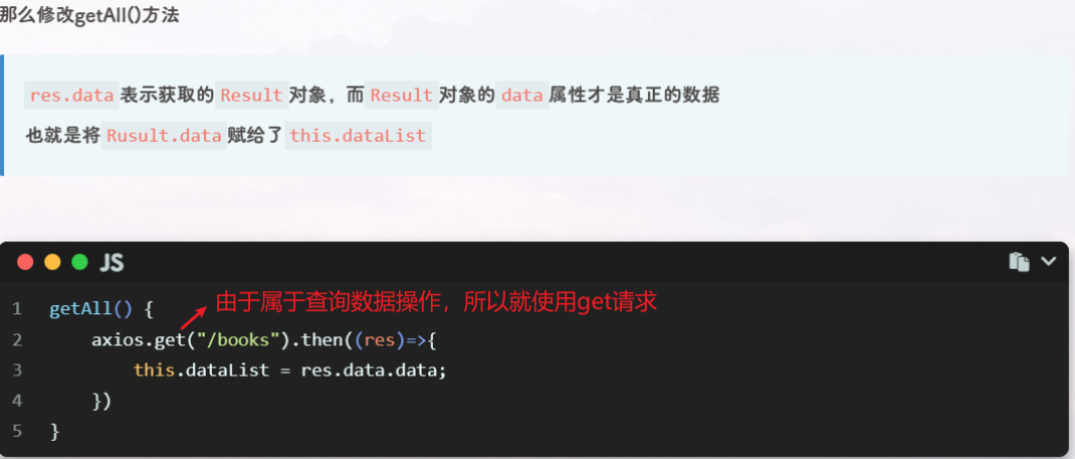 那么修改getAll()方法
res.data表示获取的Result对象，而Result对象的data属性才是真正的数据
也就是将Rusult.data赋给了this.dataList
JS
由于属于查询数据操作，所以就使用get请求
1 getAll() {
2     axios.get("/books").then((res)=>{
3         this.dataList = res.data.data;
4     })
5 }